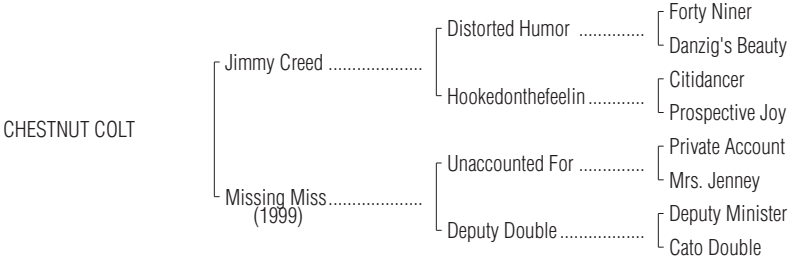 Forty Niner
Distorted Humor ..............
Danzig's Beauty
Jimmy Creed ....................
Citidancer
Hookedonthefeelin............
Prospective Joy
CHESTNUT COLT
Private Account
Unaccounted For ..............
Mrs. Jenney
Missing Miss....................
(1999)
Deputy Minister
Deputy Double..................
Cato Double